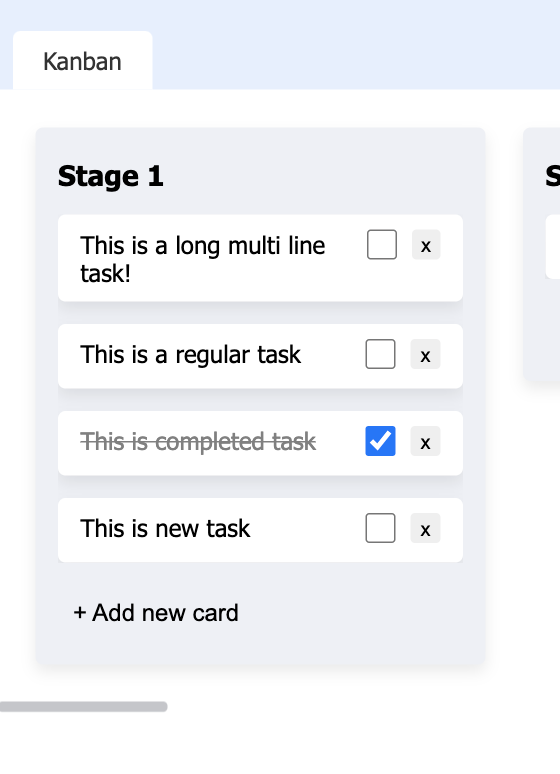 Kanban
Stage 1
S
This is a long multi line
task!
x
This is a regular task
x
This is completed task
x
This is new task
x
+ Add new card